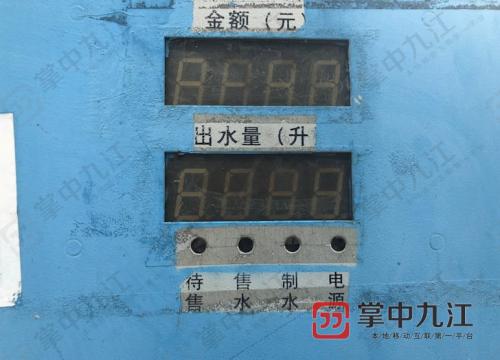 金额（元）
出水量（升
待售 售水 制水 电源
掌中九江
本地移动互联第一平台